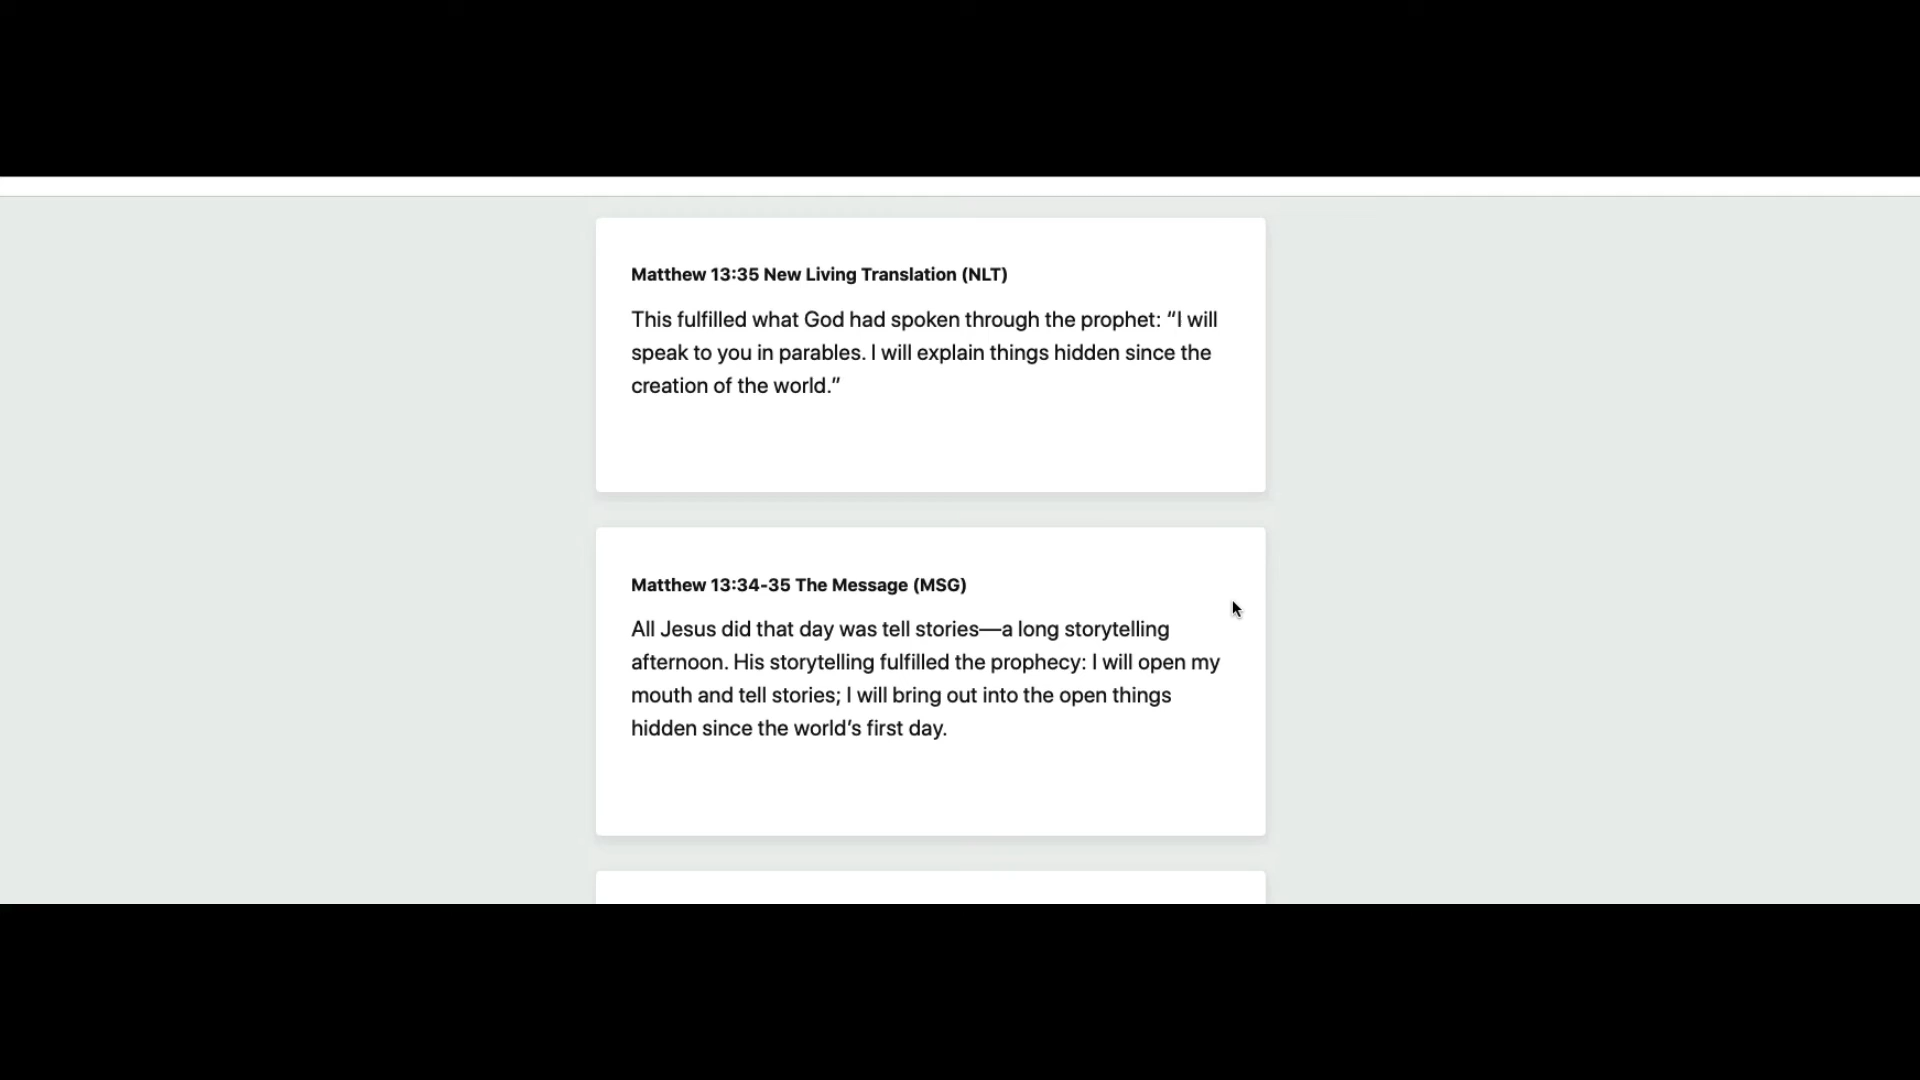 Matthew 13:35 New Living Translation (NLT)
This fulfilled what God had spoken through the prophet: “I will
speak to you in parables. I will explain things hidden since the
creation of the world.”
Matthew 13:34-35 The Message (MSG)
All Jesus did that day was tell stories—a long storytelling
afternoon. His storytelling fulfilled the prophecy: I will open my
mouth and tell stories; I will bring out into the open things
hidden since the world’s first day.